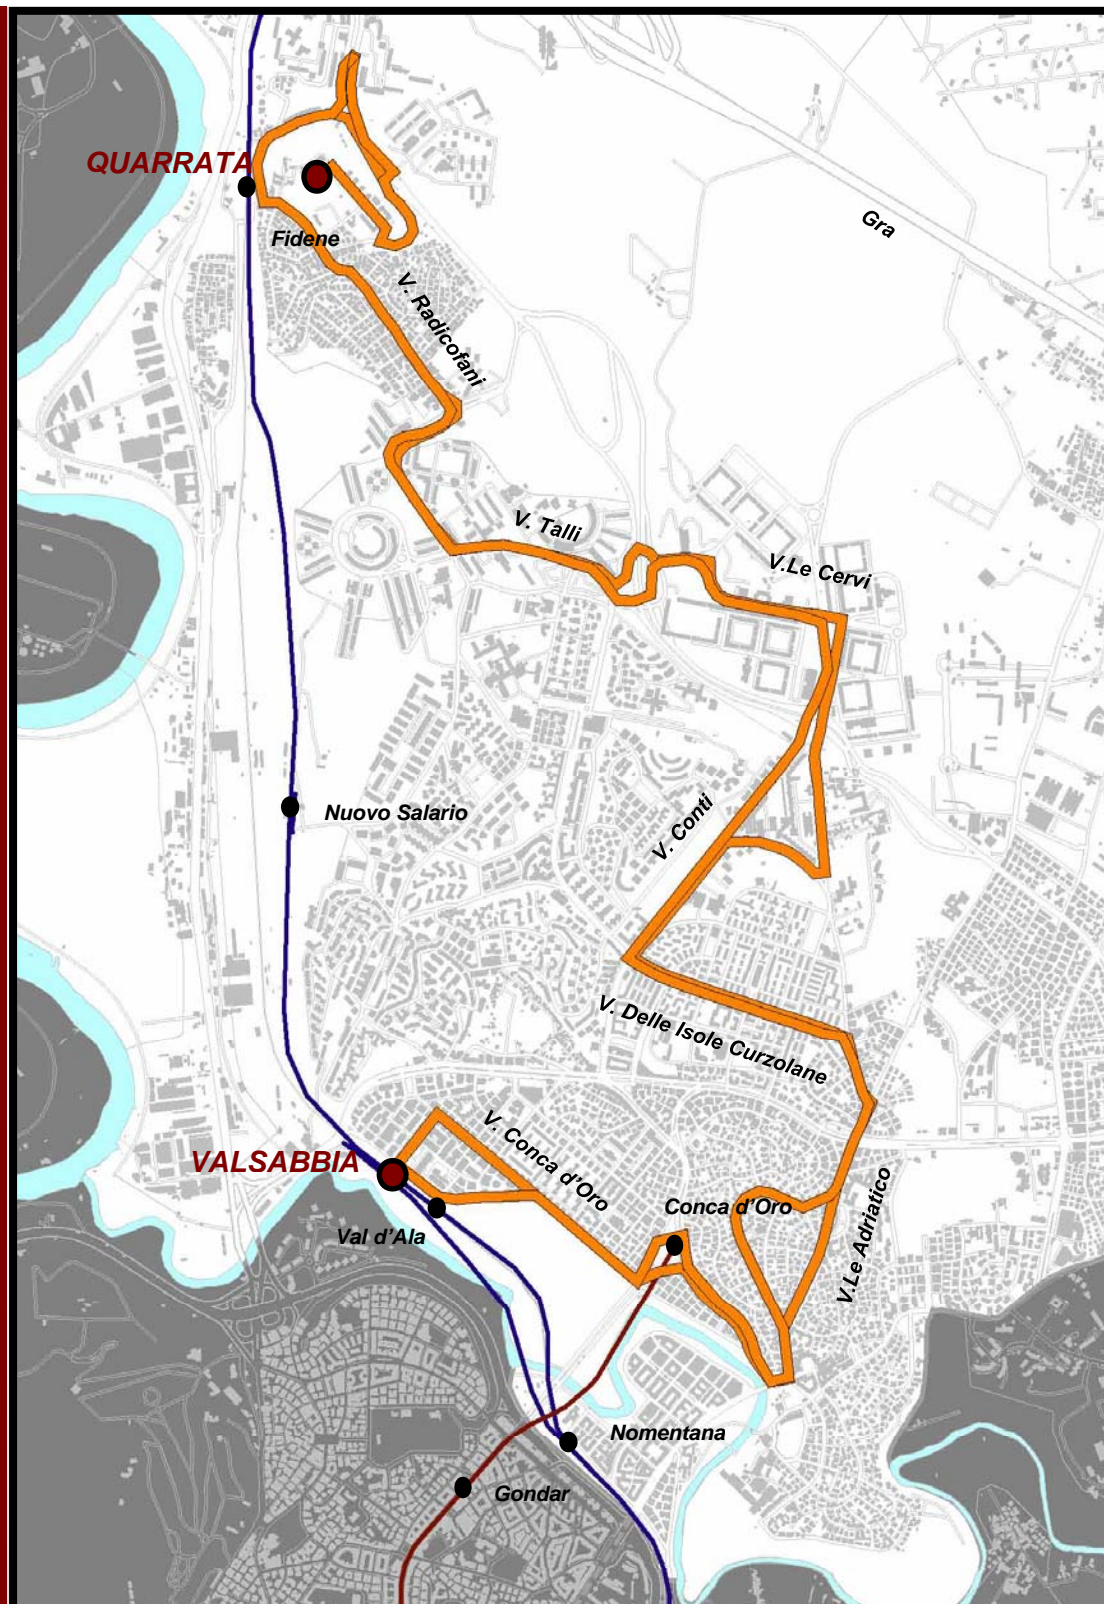 QUARRATA
Gra
Fidene
V. Radicofani
V. Talli
V.Le Cervi
Nuovo Salario
V. Conti
V. Delle Isole Curzolane
V. Conca d'Oro
VALSABBIA
Conca d'Oro
Val d'Ala
V.Le Adriatico
Nomentana
Gondar